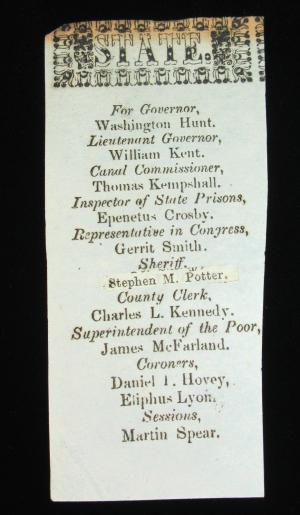 STATE.
For Governor,
Washington Hunt.
Lieutenant Governor,
William Kent.
Canal Commissioner,
Thomas Kempshall.
Inspector of State Prisons,
Epenetus Crosby.
Representative in Congress,
Gerrit Smith.
Sheriff,
Stephen M. Potter.
County Clerk,
Charles L. Kennedy.
Superintendent of the Poor,
James McFarland.
Coroners,
Daniel I. Hovey,
Eliphus Lyon.
Sessions,
Martin Spear.